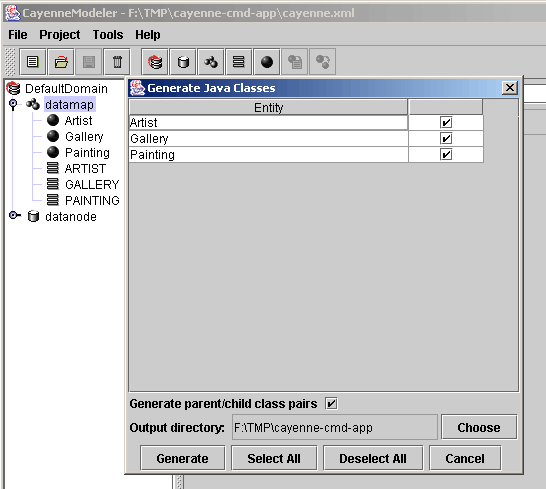 CayenneModeler - F:\TMP\cayenne-cmd-app\cayenne.xml
File Project Tools Help
DefaultDomain
datamap
Artist
Gallery
Painting
ARTIST
GALLERY
PAINTING
datanode
Generate Java Classes
Entity
Artist
Gallery
Painting
Generate parent/child class pairs
Output directory: F:\TMP\cayenne-cmd-app Choose
Generate Select All Deselect All Cancel